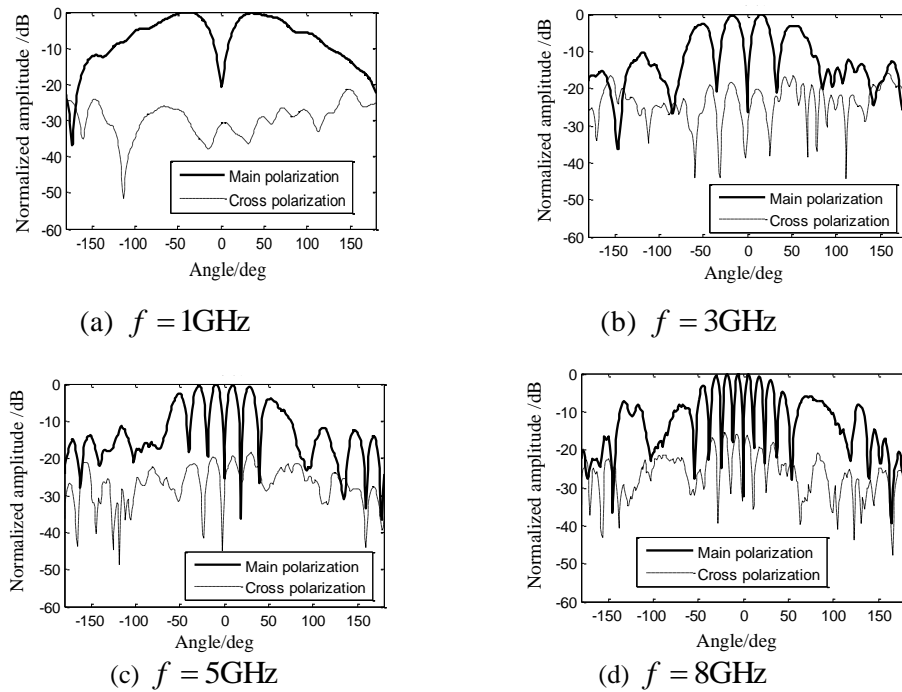 0
-10
-20
-30
-40
-50
-60
Normalized amplitude /dB
Main polarization
Cross polarization
-150 -100 -50 0 50 100 150
Angle/deg
(a) f = 1GHz
0
-10
-20
-30
-40
-50
-60
Normalized amplitude /dB
Main polarization
Cross polarization
-150 -100 -50 0 50 100 150
Angle/deg
(b) f = 3GHz
0
-10
-20
-30
-40
-50
-60
Normalized amplitude /dB
Main polarization
Cross polarization
-150 -100 -50 0 50 100 150
Angle/deg
(c) f = 5GHz
0
-10
-20
-30
-40
-50
-60
Normalized amplitude /dB
Main polarization
Cross polarization
-150 -100 -50 0 50 100 150
Angle/deg
(d) f = 8GHz